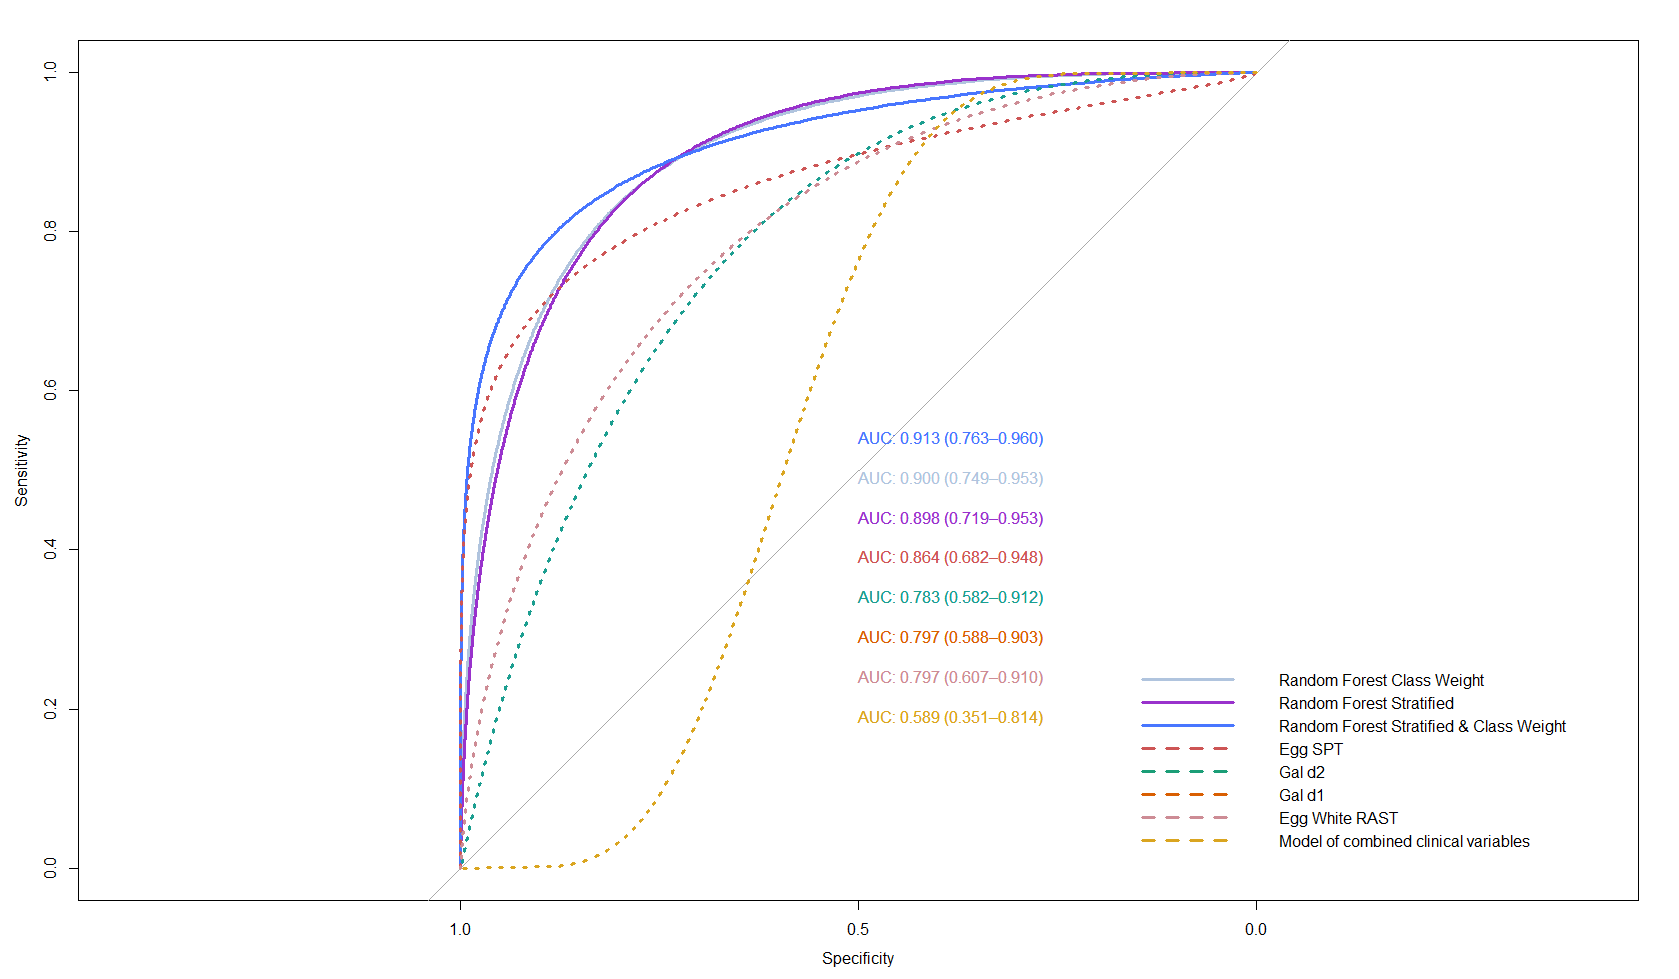 1.0
0.8
0.6
0.4
0.2
0.0
Sensitivity
AUC: 0.913 (0.763–0.960)
AUC: 0.900 (0.749–0.953)
AUC: 0.898 (0.719–0.953)
AUC: 0.864 (0.682–0.948)
AUC: 0.783 (0.582–0.912)
AUC: 0.797 (0.588–0.903)
AUC: 0.797 (0.607–0.910)
AUC: 0.589 (0.351–0.814)
Random Forest Class Weight
Random Forest Stratified
Random Forest Stratified & Class Weight
Egg SPT
Gal d2
Gal d1
Egg White RAST
Model of combined clinical variables
1.0 0.5 0.0
Specificity